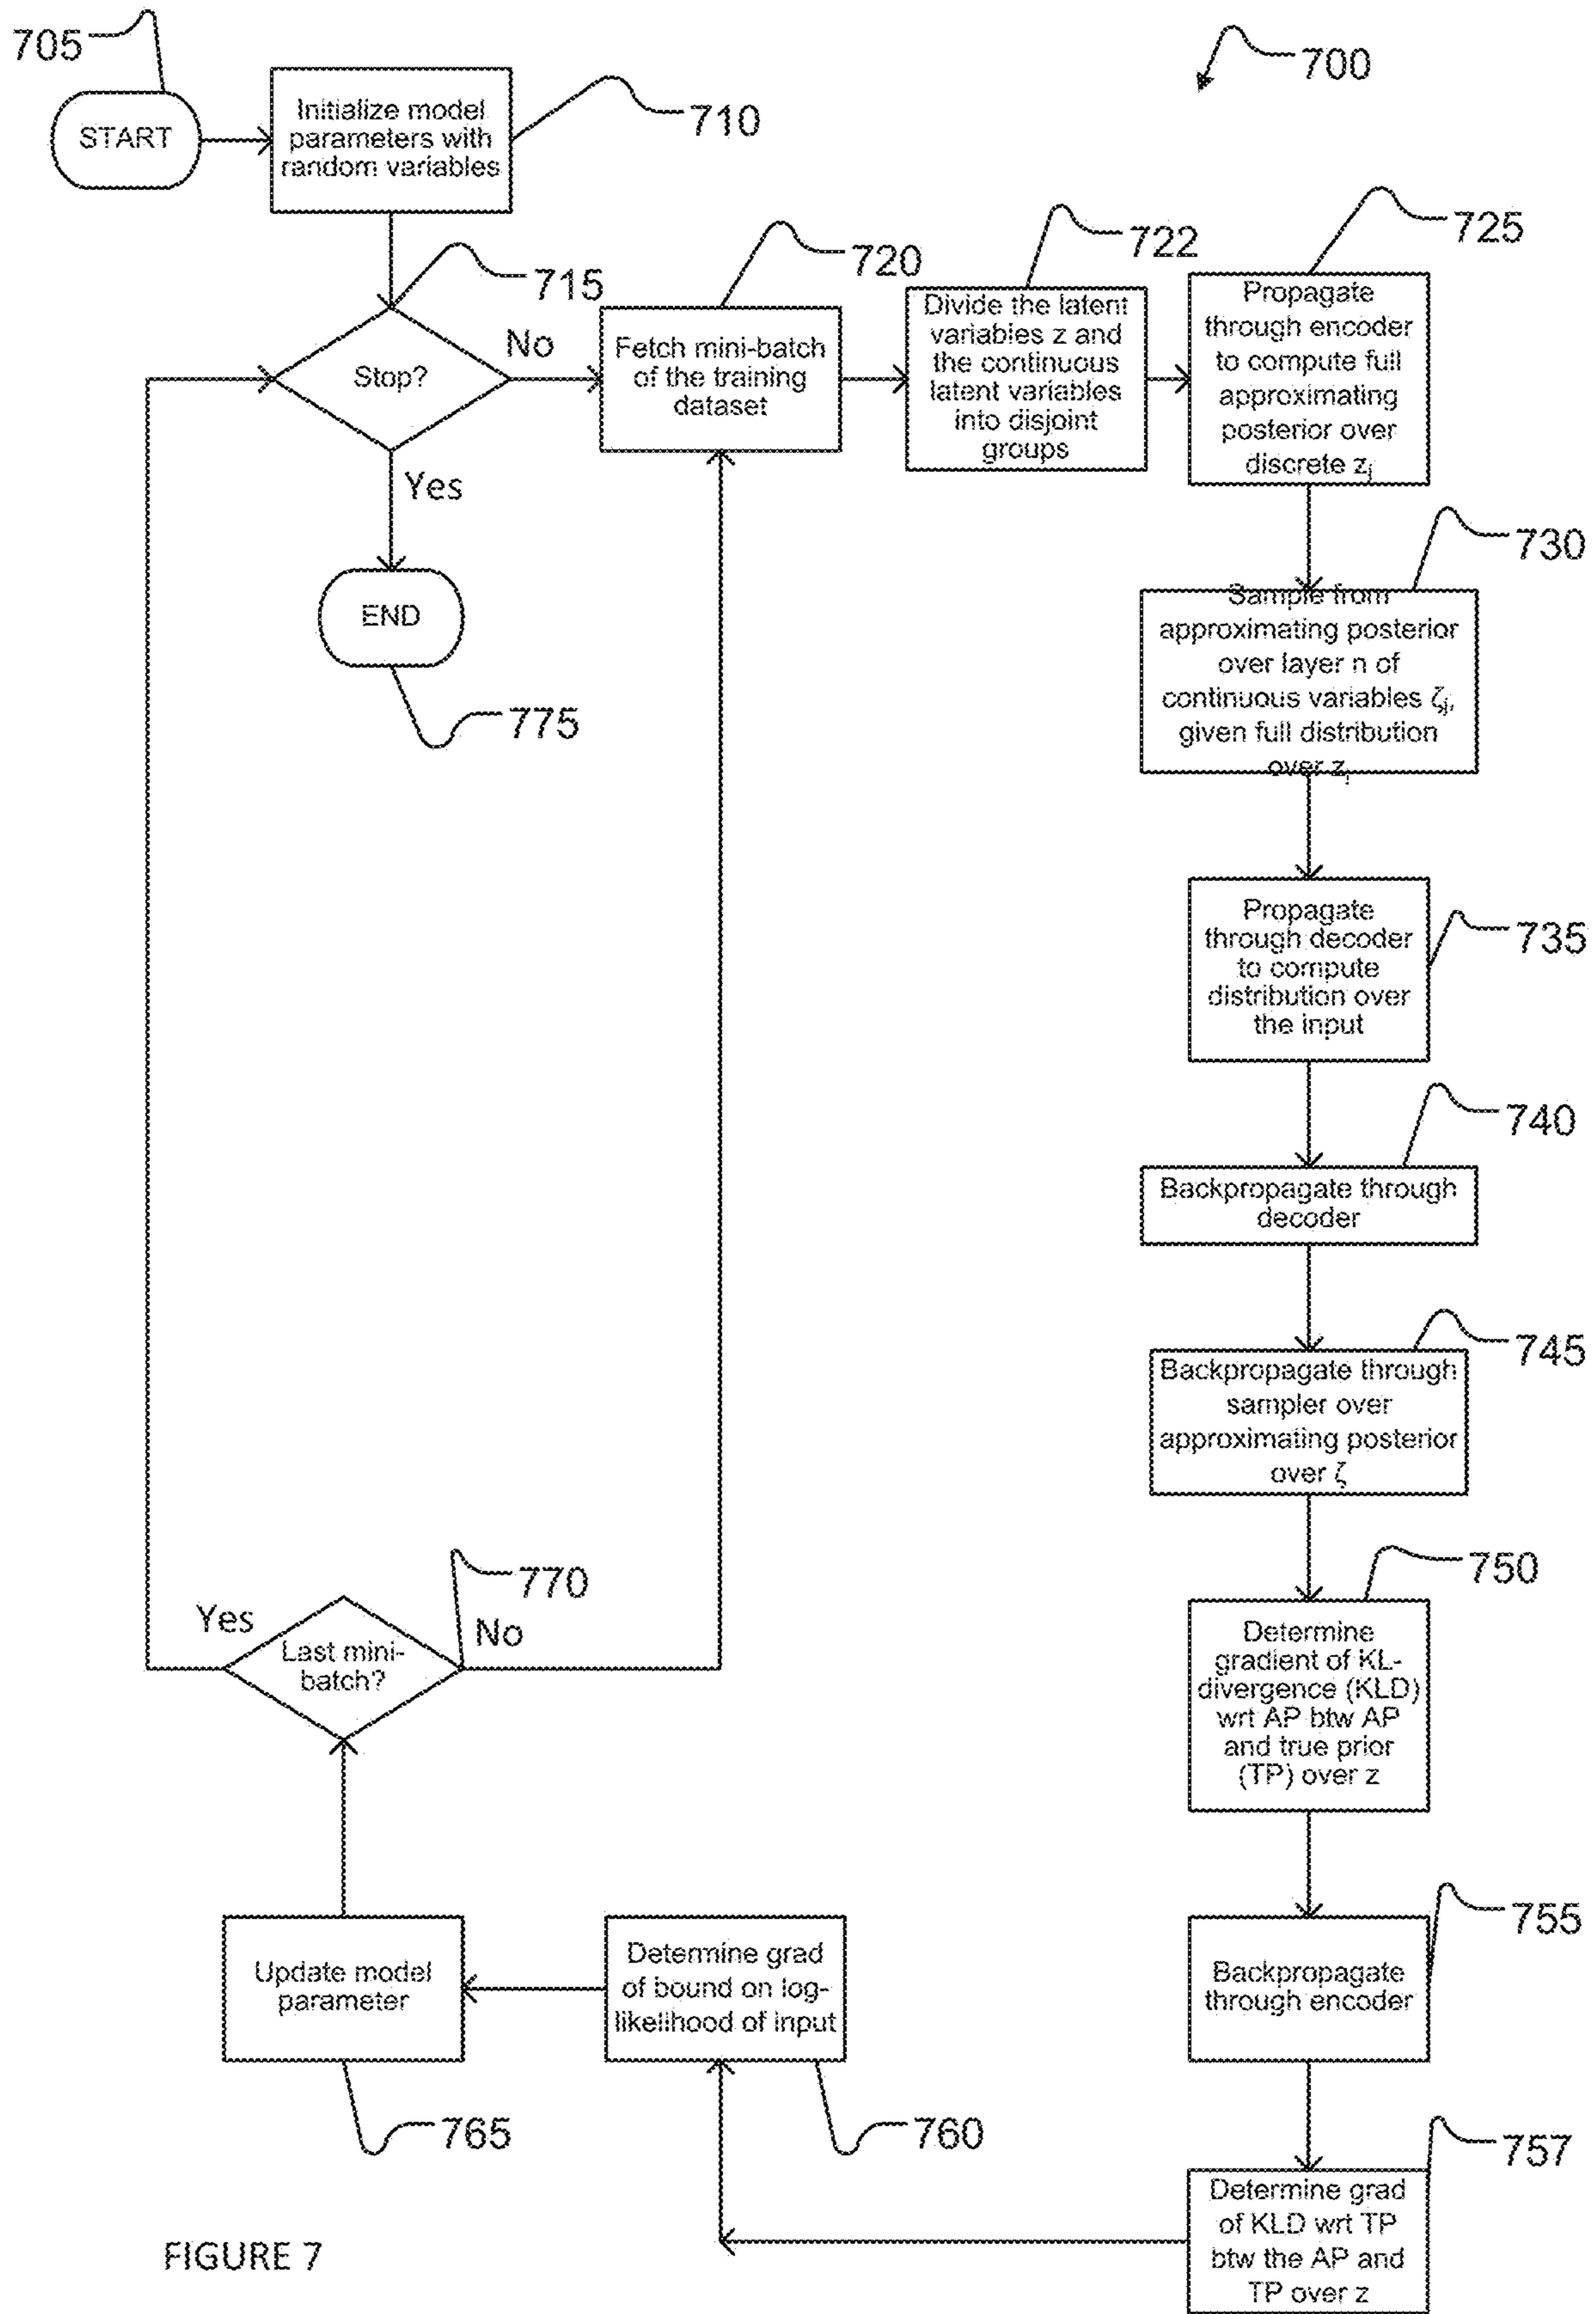 705
START
Initialize model
parameters with
random variables
710
700
715
Stop?
No
Yes
END
775
720
Fetch mini-batch
of the training
dataset
722
Divide the latent
variables z and
the continuous
latent variables
into disjoint
groups
725
Propagate
through encoder
to compute full
approximating
posterior over
discrete zⱼ
730
Sample from
approximating posterior
over layer n of
continuous variables ζⱼ,
given full distribution
over zⱼ
735
Propagate
through decoder
to compute
distribution over
the input
740
Backpropagate through
decoder
745
Backpropagate through
sampler over
approximating posterior
over ζ
750
Determine
gradient of KL-
divergence (KLD)
wrt AP btw AP
and true prior
(TP) over z
755
Backpropagate
through encoder
757
Determine grad
of KLD wrt TP
btw the AP and
TP over z
760
Determine grad
of bound on log-
likelihood of input
765
Update model
parameter
770
Last mini-
batch?
Yes
No
FIGURE 7